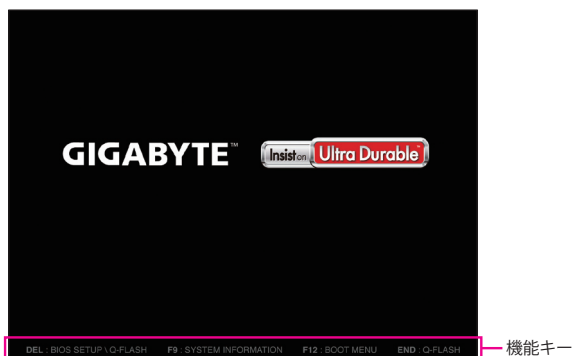 GIGABYTE™ Insist on Ultra Durable™
DEL : BIOS SETUP \ Q-FLASH F9 : SYSTEM INFORMATION F12 : BOOT MENU END : Q-FLASH 機能キー